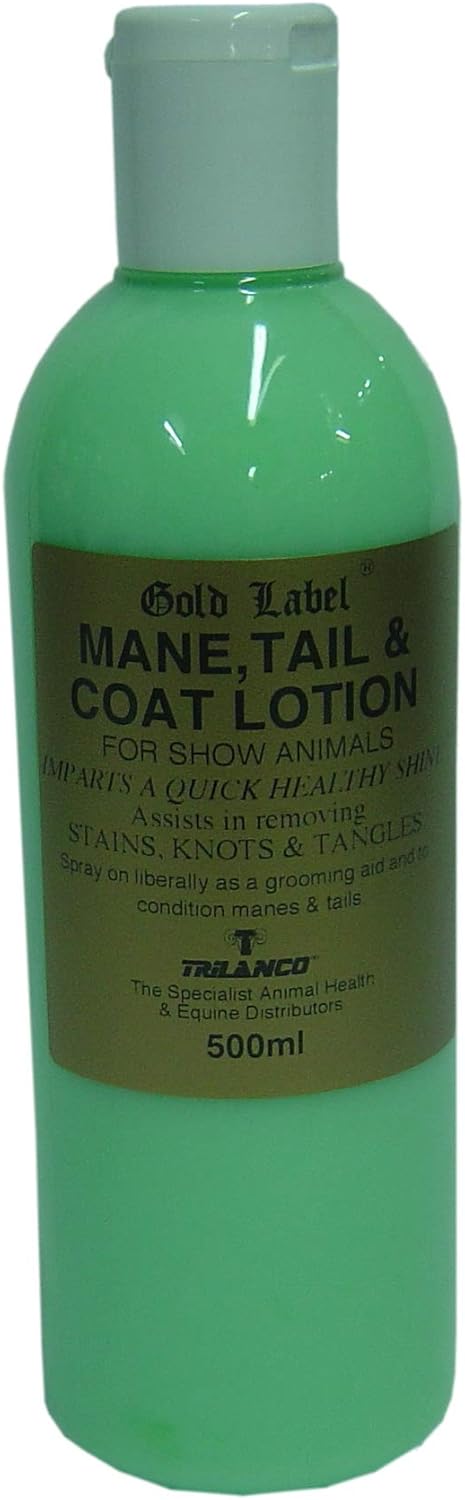 Gold Label ®
MANE, TAIL &
COAT LOTION
FOR SHOW ANIMALS
IMPARTS A QUICK HEALTHY SHINE
Assists in removing
STAINS, KNOTS & TANGLES
Spray on liberally as a grooming aid and to
condition manes & tails
TRILANCO
The Specialist Animal Health
& Equine Distributors
500ml